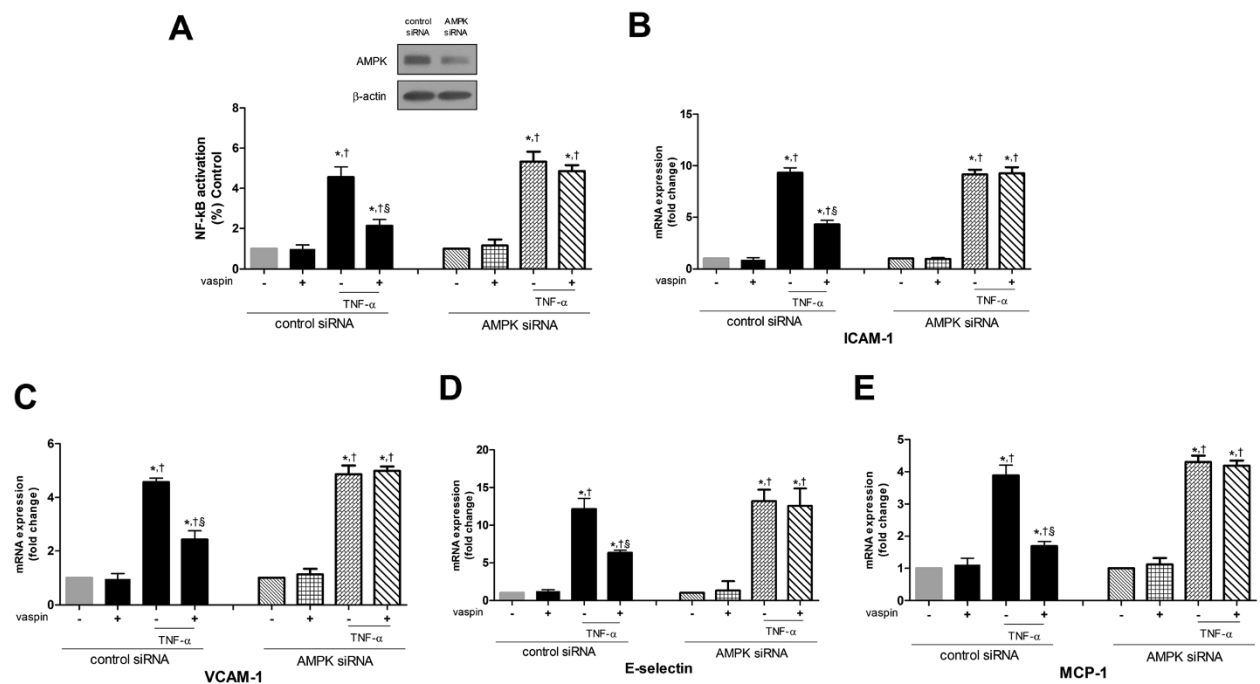 A
control
siRNA
AMPK
siRNA
AMPK
β-actin
NF-kB activation
(%) Control
8
6
4
2
0
*,†
*,†§
*,†
*,†
vaspin
- + - + - + - +
TNF-α
TNF-α
control siRNA
AMPK siRNA
B
mRNA expression
(fold change)
15
10
5
0
*,†
*,†§
*,†
*,†
vaspin
- + - + - + - +
TNF-α
TNF-α
control siRNA
AMPK siRNA
ICAM-1
C
mRNA expression
(fold change)
6
4
2
0
*,†
*,†§
*,†
*,†
vaspin
- + - + - + - +
TNF-α
TNF-α
control siRNA
AMPK siRNA
VCAM-1
D
mRNA expression
(fold change)
20
15
10
5
0
*,†
*,†§
*,†
*,†
vaspin
- + - + - + - +
TNF-α
TNF-α
control siRNA
AMPK siRNA
E-selectin
E
mRNA expression
(fold change)
5
4
3
2
1
0
*,†
*,†§
*,†
*,†
vaspin
- + - + - + - +
TNF-α
TNF-α
control siRNA
AMPK siRNA
MCP-1